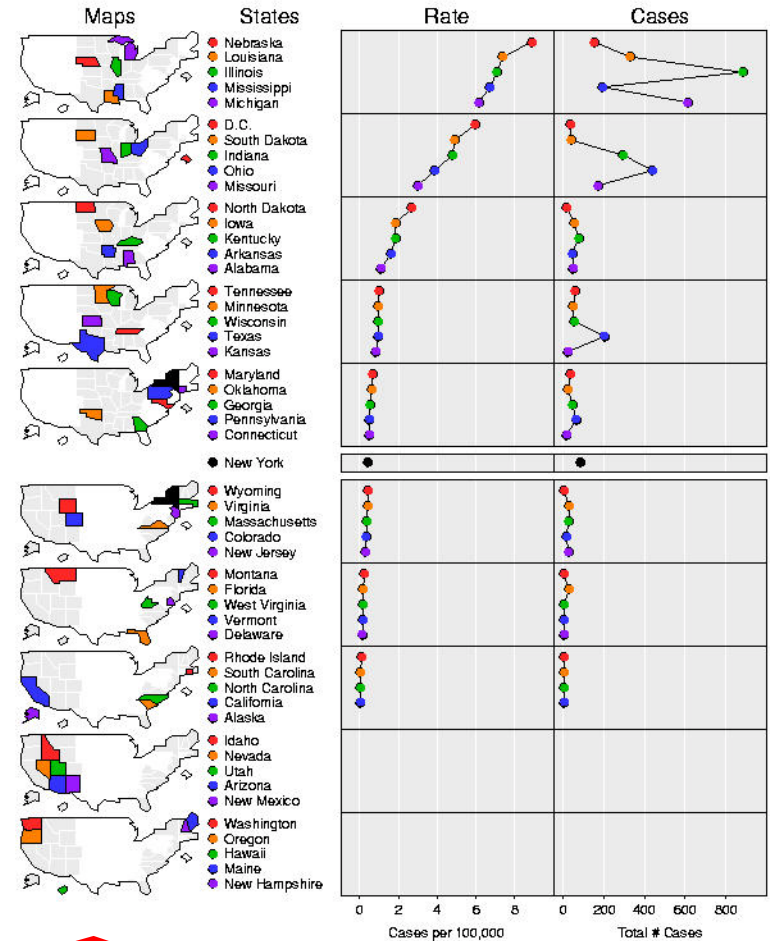 Maps States Rate Cases
Nebraska
Louisiana
Illinois
Mississippi
Michigan
D.C.
South Dakota
Indiana
Ohio
Missouri
North Dakota
Iowa
Kentucky
Arkansas
Alabama
Tennessee
Minnesota
Wisconsin
Texas
Kansas
Maryland
Oklahoma
Georgia
Pennsylvania
Connecticut
New York
Wyoming
Virginia
Massachusetts
Colorado
New Jersey
Montana
Florida
West Virginia
Vermont
Delaware
Rhode Island
South Carolina
North Carolina
California
Alaska
Idaho
Nevada
Utah
Arizona
New Mexico
Washington
Oregon
Hawaii
Maine
New Hampshire
0 2 4 6 8 0 200 400 600 800
Cases per 100,000 Total # Cases